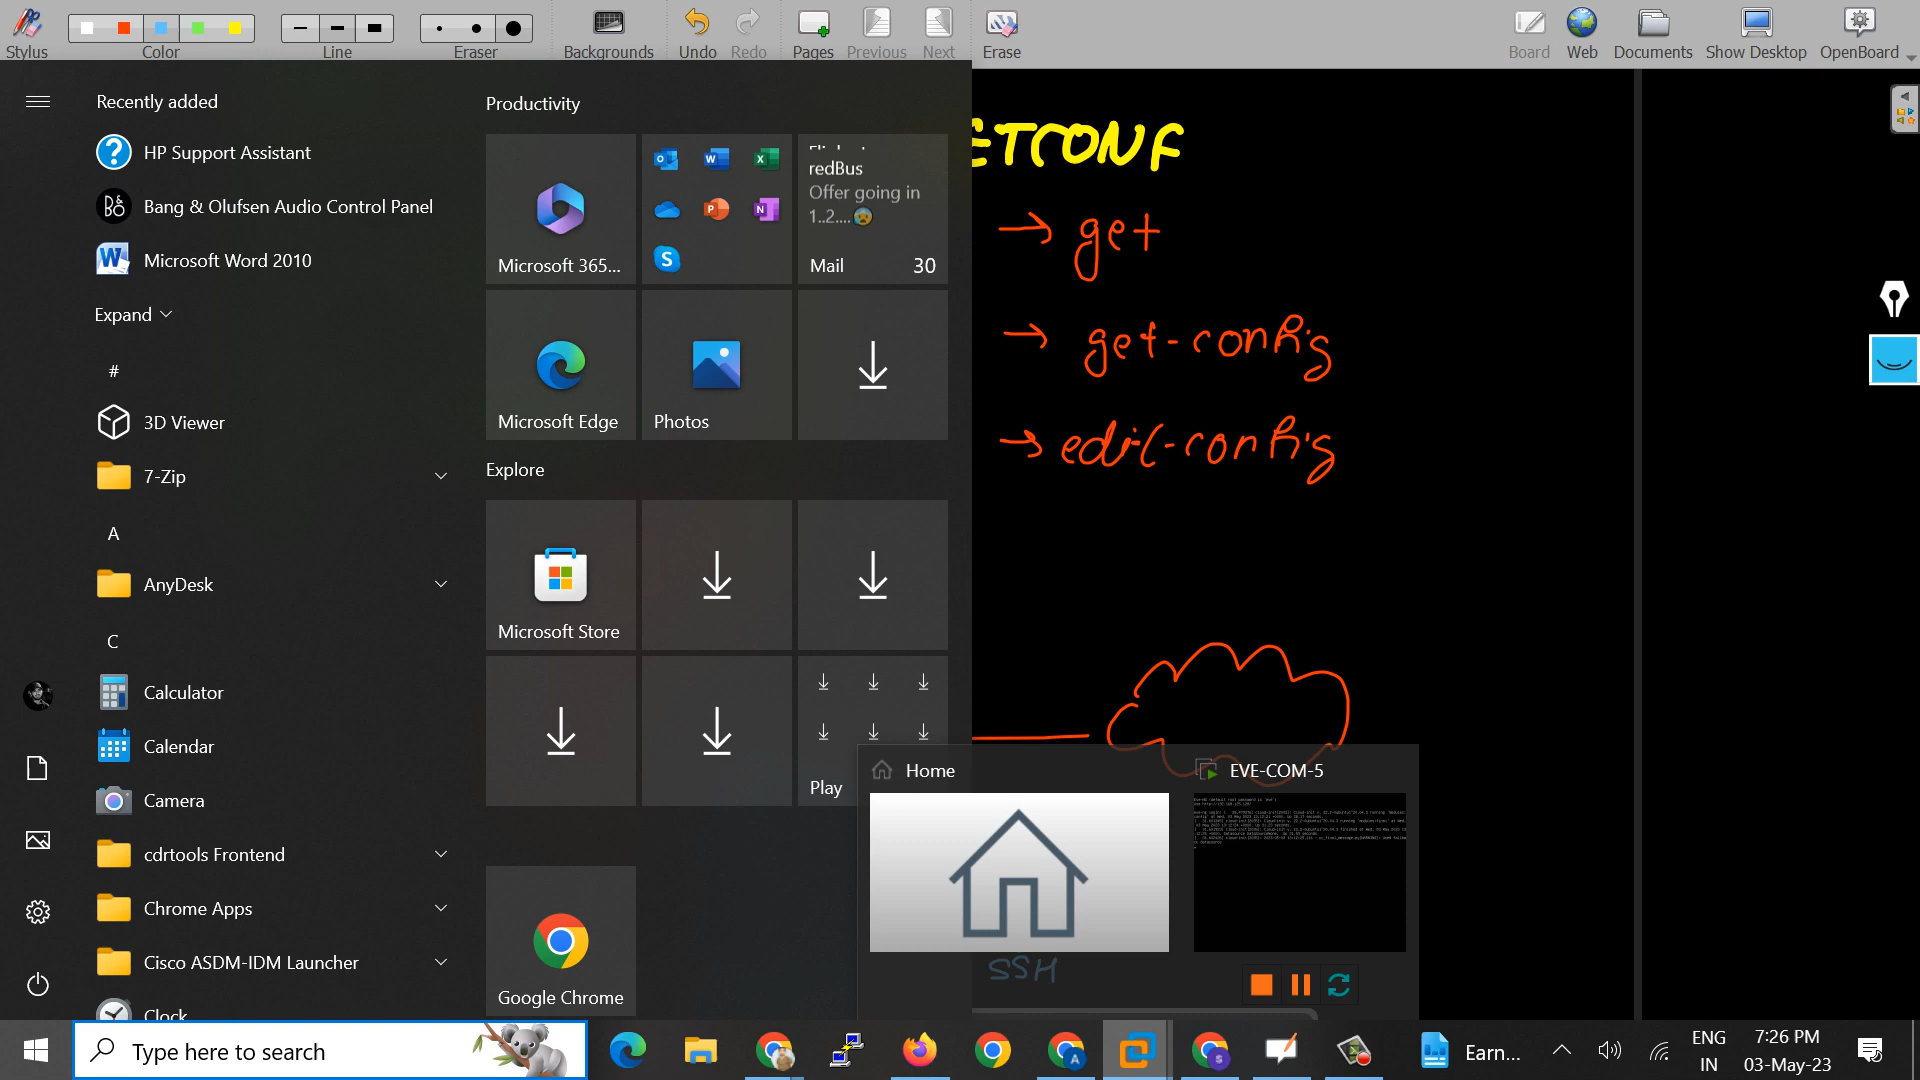 Stylus
Color
Line
Eraser
Backgrounds
Undo
Redo
Pages
Previous
Next
Erase
Board
Web
Documents
Show Desktop
OpenBoard
Recently added
HP Support Assistant
Bang & Olufsen Audio Control Panel
Microsoft Word 2010
Expand
#
3D Viewer
7-Zip
A
AnyDesk
C
Calculator
Calendar
Camera
cdrtools Frontend
Chrome Apps
Cisco ASDM-IDM Launcher
Clock
Productivity
Microsoft 365...
redBus
Offer going in
1..2....😨
Mail 30
Microsoft Edge
Photos
Explore
Microsoft Store
Play
Google Chrome
ETCONF
→ get
→ get-config
→ edit-config
Home
EVE-COM-5
SSH
Type here to search
Earn...
ENG
IN
7:26 PM
03-May-23